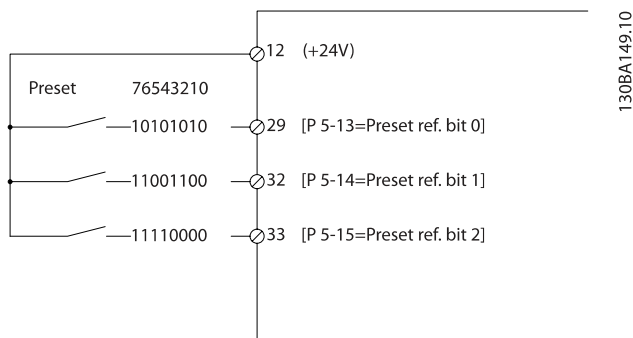 12 (+24V)
Preset 76543210
10101010 29 [P 5-13=Preset ref. bit 0]
11001100 32 [P 5-14=Preset ref. bit 1]
11110000 33 [P 5-15=Preset ref. bit 2]
130BA149.10